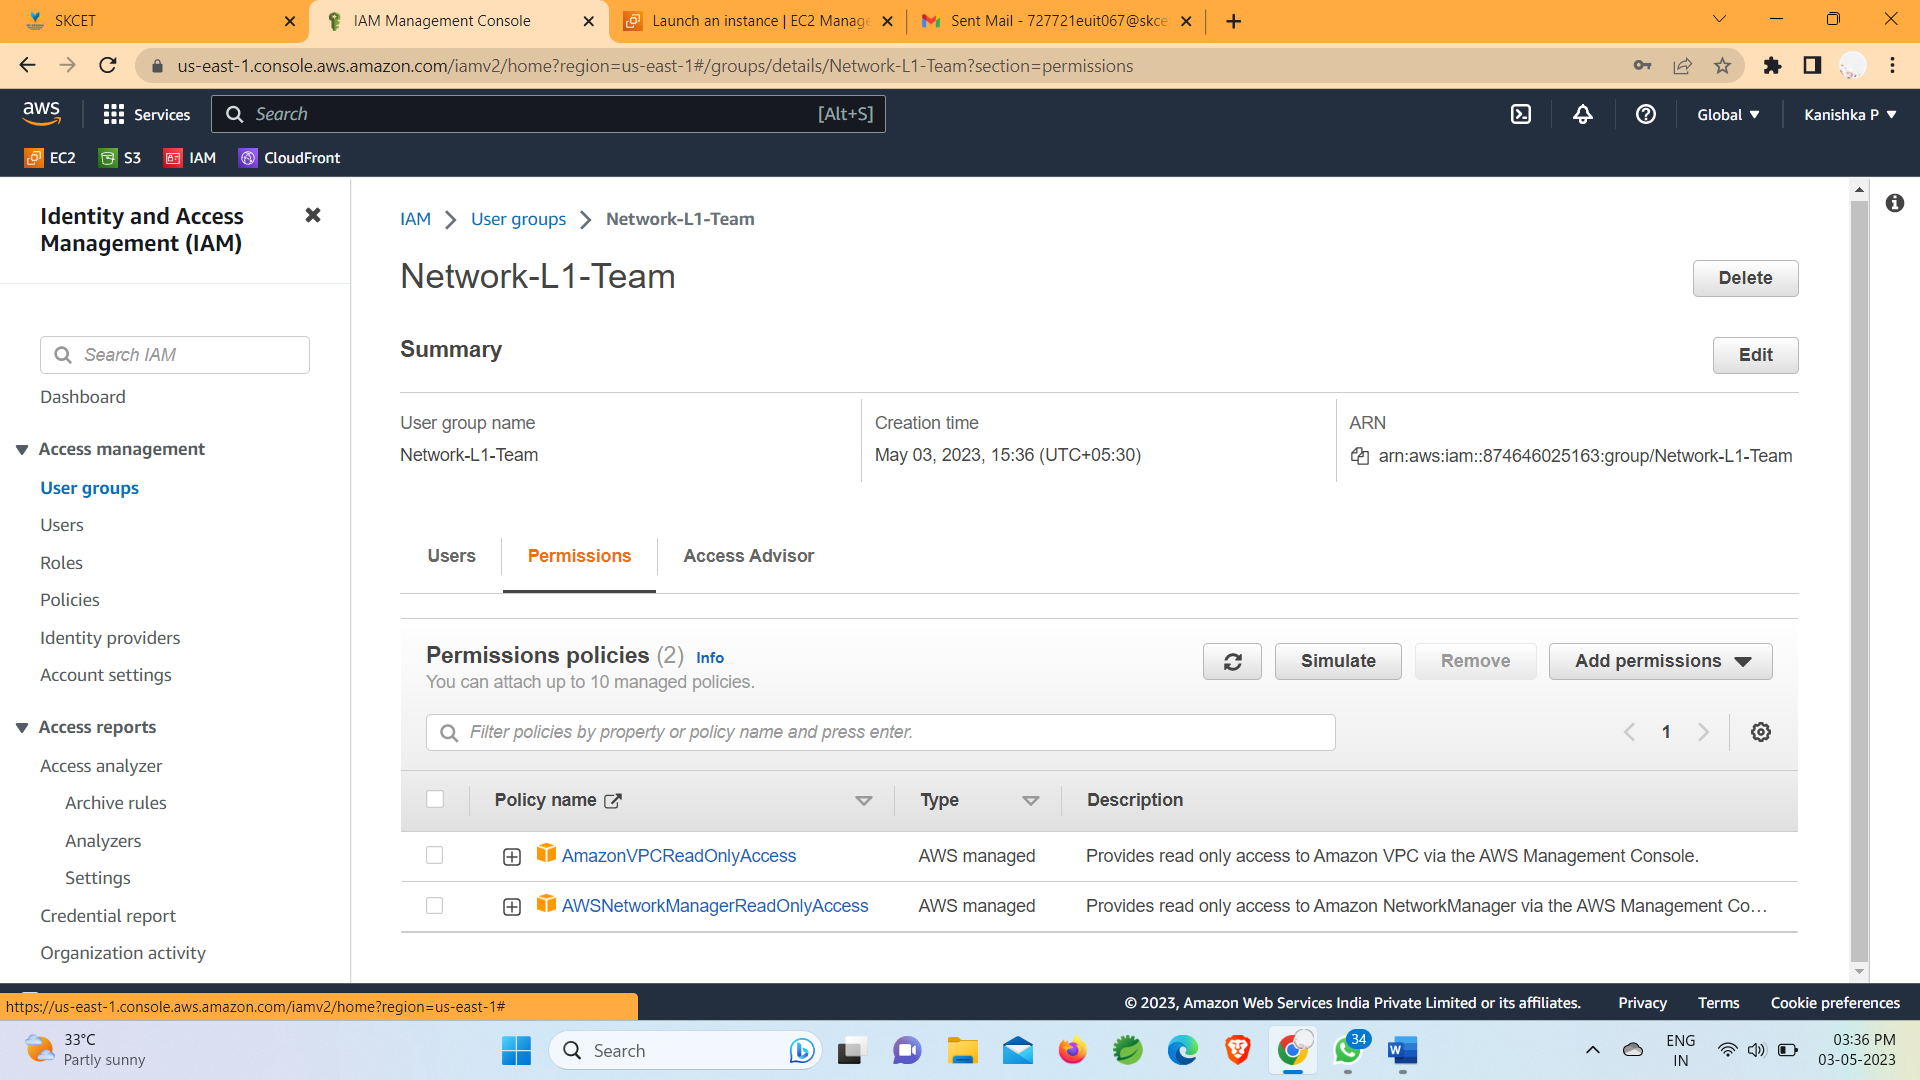 SKCET
IAM Management Console
Launch an instance | EC2 Manage
Sent Mail - 727721euit067@skce
us-east-1.console.aws.amazon.com/iamv2/home?region=us-east-1#/groups/details/Network-L1-Team?section=permissions
aws
Services
Search
[Alt+S]
Global
Kanishka P
EC2
S3
IAM
CloudFront
Identity and Access
Management (IAM)
Search IAM
Dashboard
Access management
User groups
Users
Roles
Policies
Identity providers
Account settings
Access reports
Access analyzer
Archive rules
Analyzers
Settings
Credential report
Organization activity
IAM
User groups
Network-L1-Team
Network-L1-Team
Delete
Summary
Edit
User group name
Network-L1-Team
Creation time
May 03, 2023, 15:36 (UTC+05:30)
ARN
arn:aws:iam::874646025163:group/Network-L1-Team
Users
Permissions
Access Advisor
Permissions policies (2) Info
You can attach up to 10 managed policies.
Simulate
Remove
Add permissions
Filter policies by property or policy name and press enter.
1
Policy name
Type
Description
AmazonVPCReadOnlyAccess
AWS managed
Provides read only access to Amazon VPC via the AWS Management Console.
AWSNetworkManagerReadOnlyAccess
AWS managed
Provides read only access to Amazon NetworkManager via the AWS Management Co...
https://us-east-1.console.aws.amazon.com/iamv2/home?region=us-east-1#
© 2023, Amazon Web Services India Private Limited or its affiliates.
Privacy
Terms
Cookie preferences
33°C
Partly sunny
Search
34
ENG
IN
03:36 PM
03-05-2023